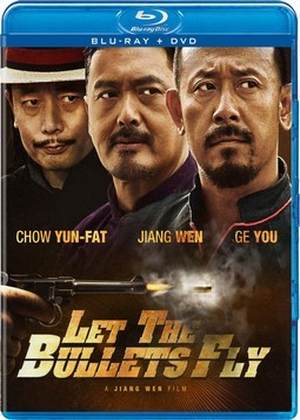 Blu-ray Disc
BLU-RAY + DVD
CHOW YUN-FAT JIANG WEN GE YOU
LET THE
BULLETS FLY
A JIANG WEN FILM